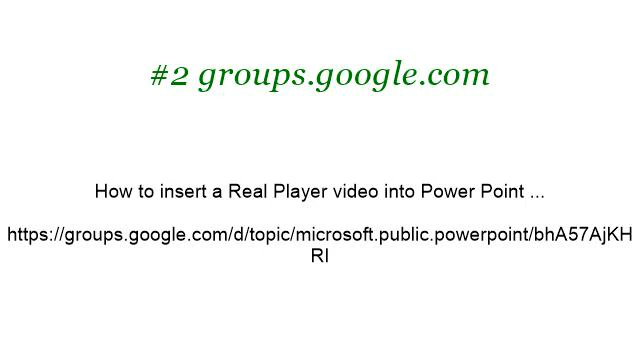 #2 groups.google.com
How to insert a Real Player video into Power Point ...
https://groups.google.com/d/topic/microsoft.public.powerpoint/bhA57AjKH
RI